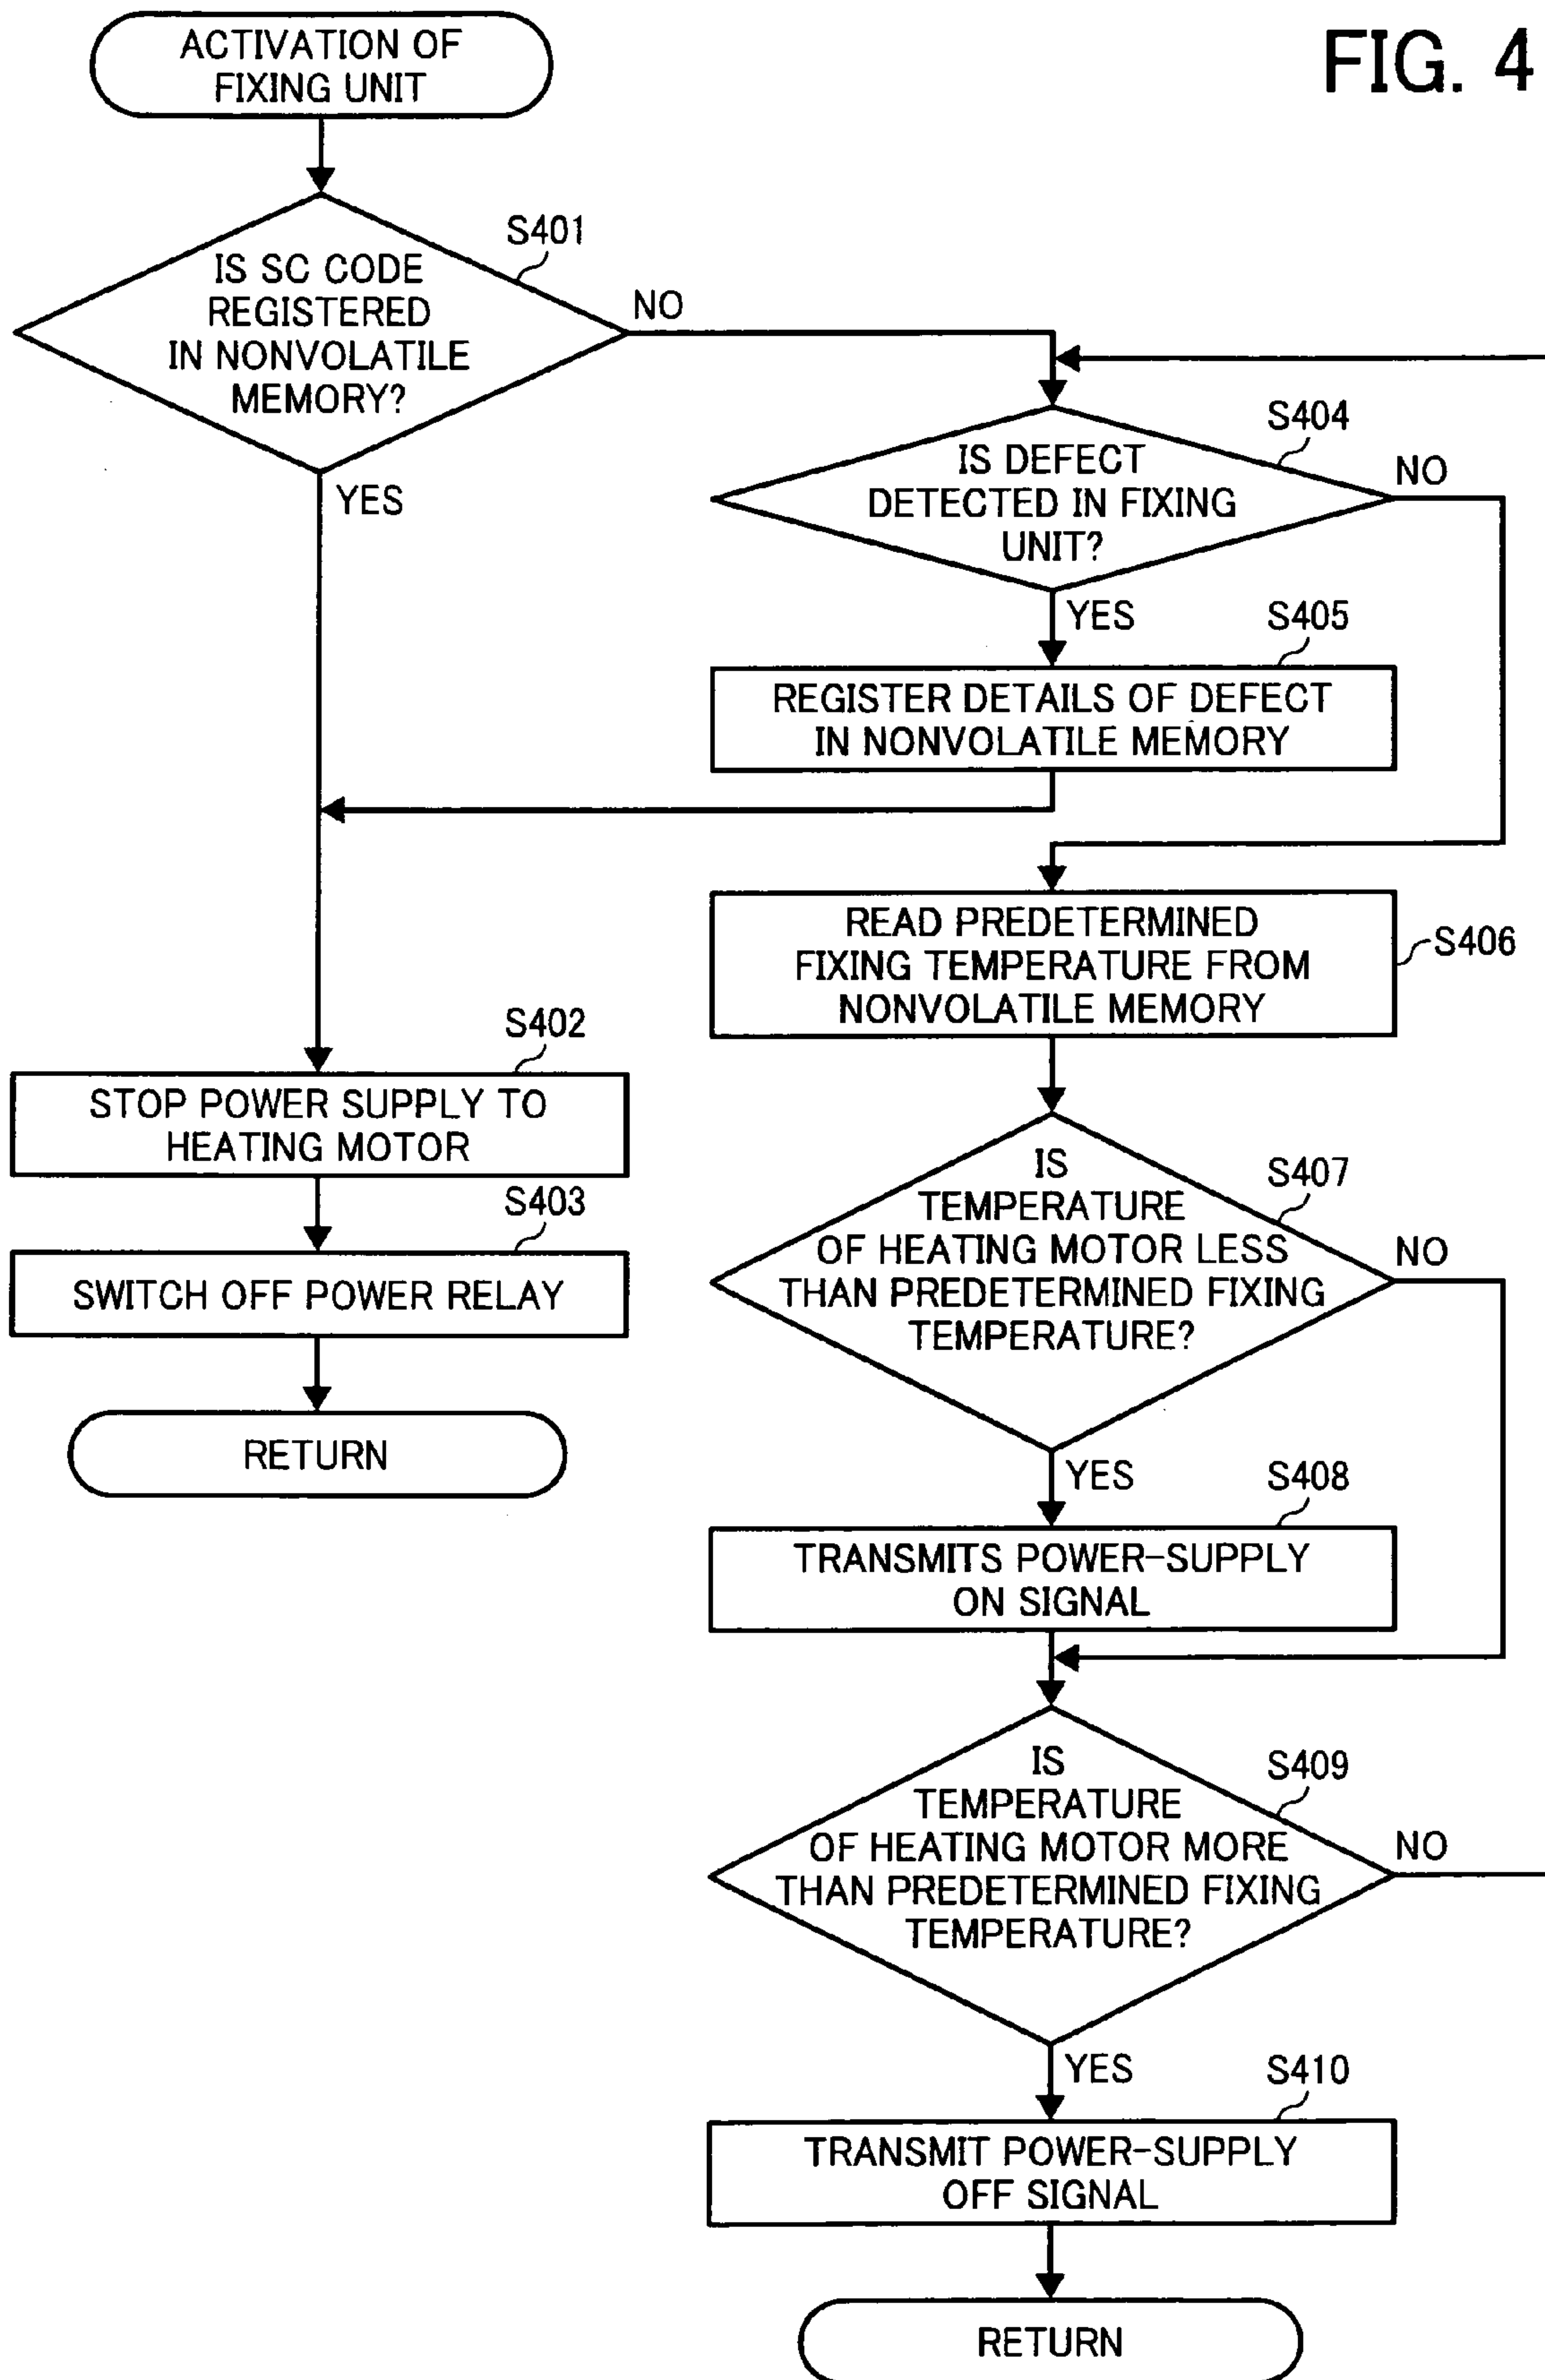 FIG. 4
ACTIVATION OF
FIXING UNIT
S401
IS SC CODE
REGISTERED
IN NONVOLATILE
MEMORY?
NO
YES
S404
IS DEFECT
DETECTED IN FIXING
UNIT?
NO
YES
S405
REGISTER DETAILS OF DEFECT
IN NONVOLATILE MEMORY
READ PREDETERMINED
FIXING TEMPERATURE FROM
NONVOLATILE MEMORY
S406
S402
STOP POWER SUPPLY TO
HEATING MOTOR
S403
SWITCH OFF POWER RELAY
RETURN
S407
IS
TEMPERATURE
OF HEATING MOTOR LESS
THAN PREDETERMINED FIXING
TEMPERATURE?
NO
YES
S408
TRANSMITS POWER-SUPPLY
ON SIGNAL
S409
IS
TEMPERATURE
OF HEATING MOTOR MORE
THAN PREDETERMINED FIXING
TEMPERATURE?
NO
YES
S410
TRANSMIT POWER-SUPPLY
OFF SIGNAL
RETURN